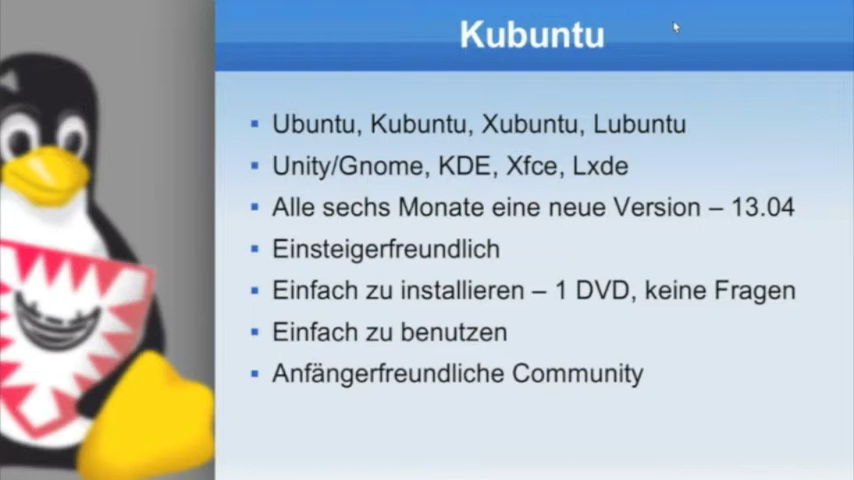 Kubuntu
Ubuntu, Kubuntu, Xubuntu, Lubuntu
Unity/Gnome, KDE, Xfce, Lxde
Alle sechs Monate eine neue Version – 13.04
Einsteigerfreundlich
Einfach zu installieren – 1 DVD, keine Fragen
Einfach zu benutzen
Anfängerfreundliche Community